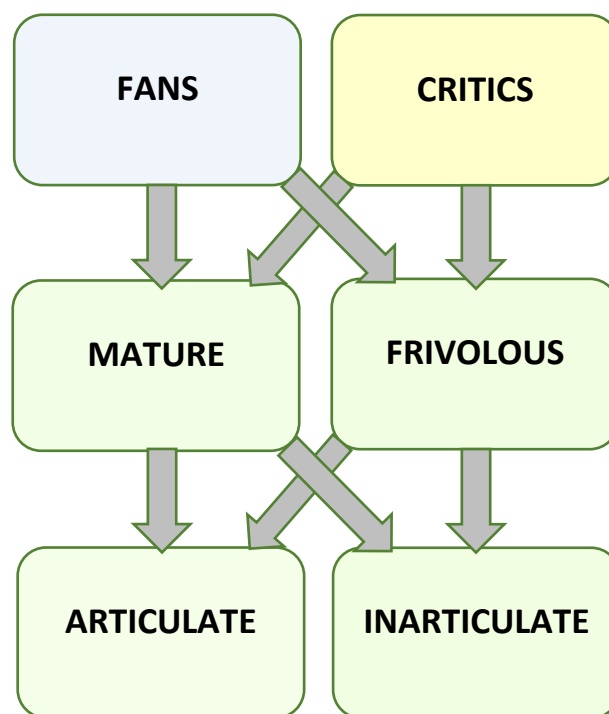 FANS
CRITICS
MATURE
FRIVOLOUS
ARTICULATE
INARTICULATE